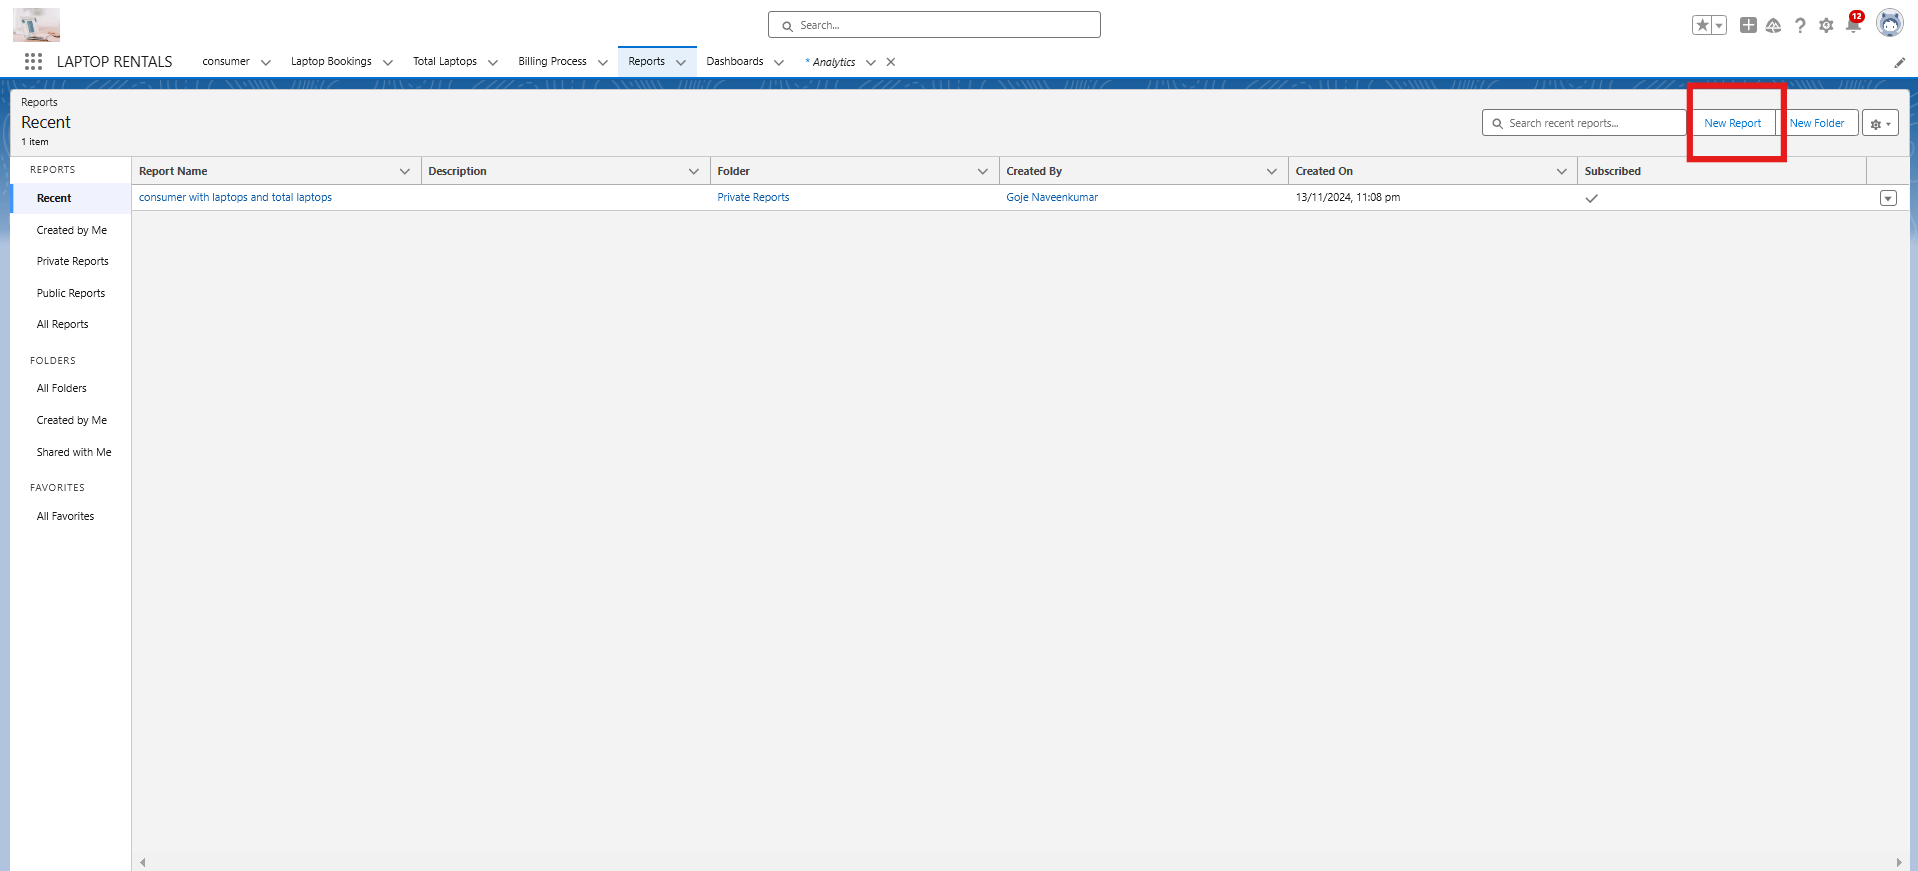 Search...
12
LAPTOP RENTALS consumer Laptop Bookings Total Laptops Billing Process Reports Dashboards * Analytics
Reports
Recent
1 item
Search recent reports...
New Report
New Folder
REPORTS
Recent
Created by Me
Private Reports
Public Reports
All Reports
FOLDERS
All Folders
Created by Me
Shared with Me
FAVORITES
All Favorites
Report Name Description Folder Created By Created On Subscribed
consumer with laptops and total laptops Private Reports Goje Naveenkumar 13/11/2024, 11:08 pm